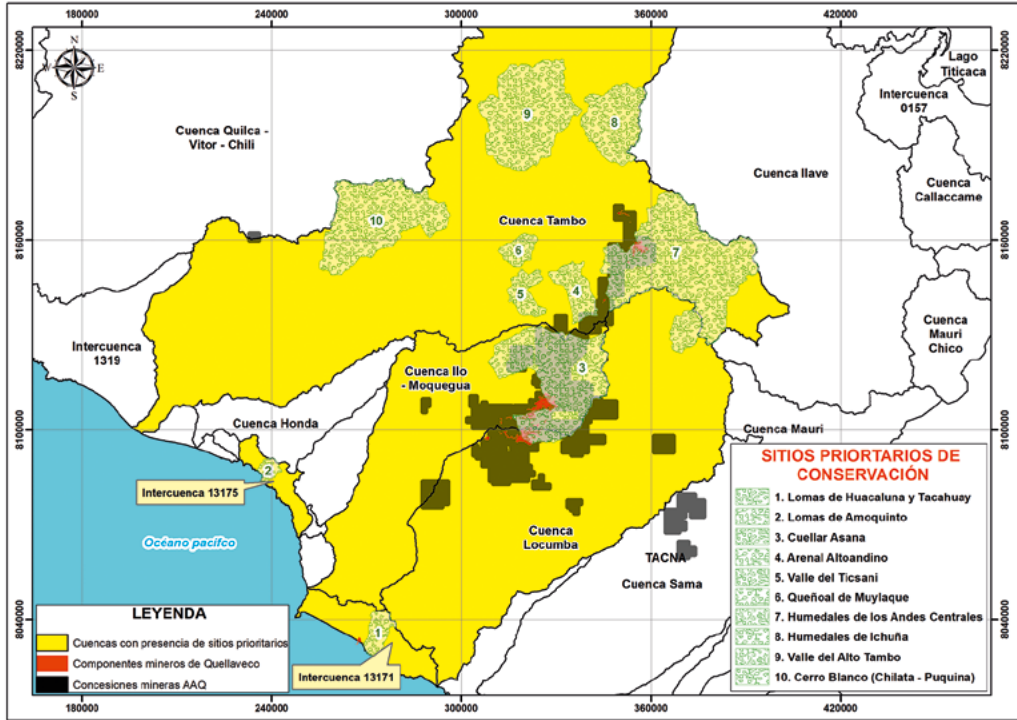 180000 240000 300000 360000 420000
8220000 8220000
N
W E
S
Lago
Titicaca
Intercuenca
0157
9
8
Cuenca Quilca -
Vitor - Chili
Cuenca Ilave
Cuenca
Callaccame
10
Cuenca Tambo
8160000 8160000
6
7
5
4
Intercuenca
1319
Cuenca
Mauri
Chico
Cuenca Ilo
- Moquegua
3
8100000 8100000
Cuenca Honda
Cuenca Mauri
2
Intercuenca 13175
Océano pacifco
Cuenca
Locumba
TACNA
Cuenca Sama
SITIOS PRIORTARIOS DE
CONSERVACIÓN
1. Lomas de Huacaluna y Tacahuay
2. Lomas de Amoquinto
3. Cuellar Asana
4. Arenal Altoandino
5. Valle del Ticsani
6. Queñoal de Muylaque
7. Humedales de los Andes Centrales
8. Humedales de Ichuña
9. Valle del Alto Tambo
10. Cerro Blanco (Chilata - Puquina)
LEYENDA
Cuencas con presencia de sitios prioritarios
Componentes mineros de Quellaveco
Concesiones mineras AAQ
8040000 8040000
1
Intercuenca 13171
180000 240000 300000 360000 420000